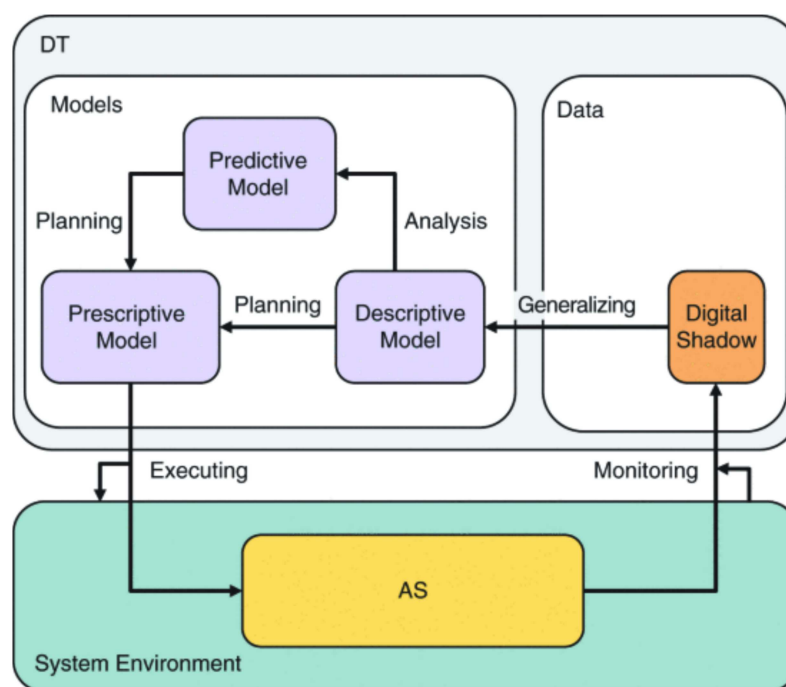 DT
Models
Data
Predictive
Model
Planning
Analysis
Prescriptive
Model
Planning
Descriptive
Model
Generalizing
Digital
Shadow
Executing
Monitoring
AS
System Environment